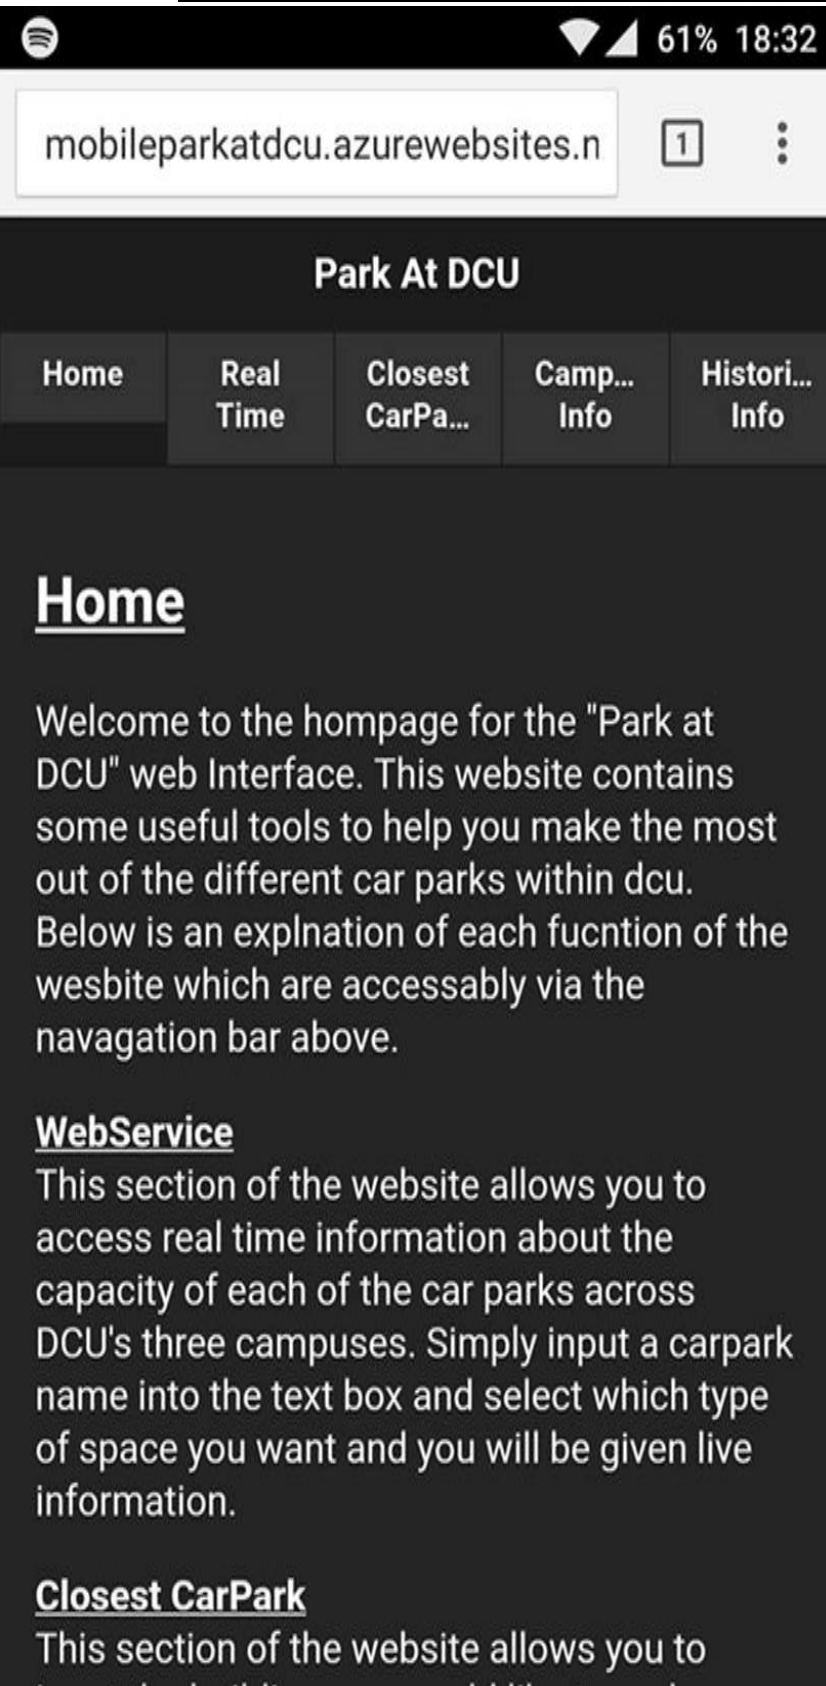 61% 18:32
mobileparkatdcu.azurewebsites.n
1
Park At DCU
Home
Real
Time
Closest
CarPa...
Camp...
Info
Histori...
Info
Home
Welcome to the hompage for the "Park at
DCU" web Interface. This website contains
some useful tools to help you make the most
out of the different car parks within dcu.
Below is an explnation of each fucntion of the
wesbite which are accessably via the
navagation bar above.
WebService
This section of the website allows you to
access real time information about the
capacity of each of the car parks across
DCU's three campuses. Simply input a carpark
name into the text box and select which type
of space you want and you will be given live
information.
Closest CarPark
This section of the website allows you to